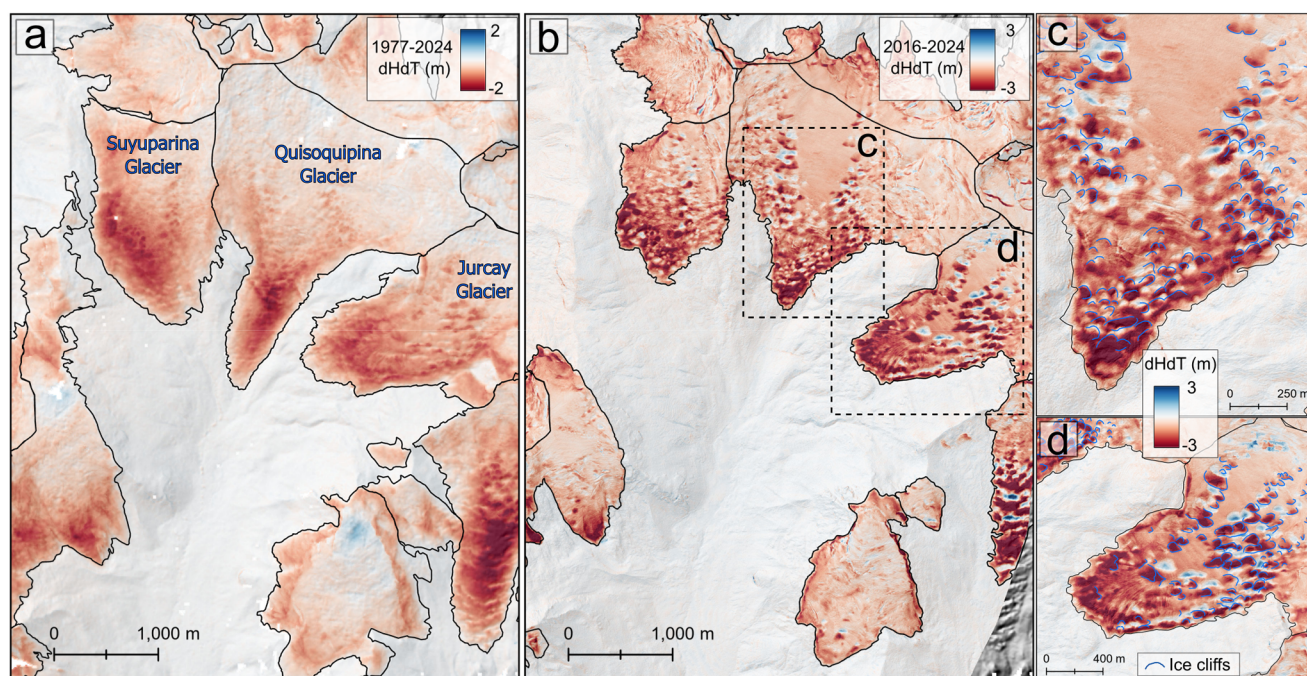 a
1977-2024
dHdT (m)
2
-2
Suyuparina
Glacier
Quisoquipina
Glacier
Jurcay
Glacier
0
1,000 m
b
2016-2024
dHdT (m)
3
-3
c
d
0
1,000 m
c
dHdT (m)
3
-3
0
250 m
d
0
400 m
Ice cliffs